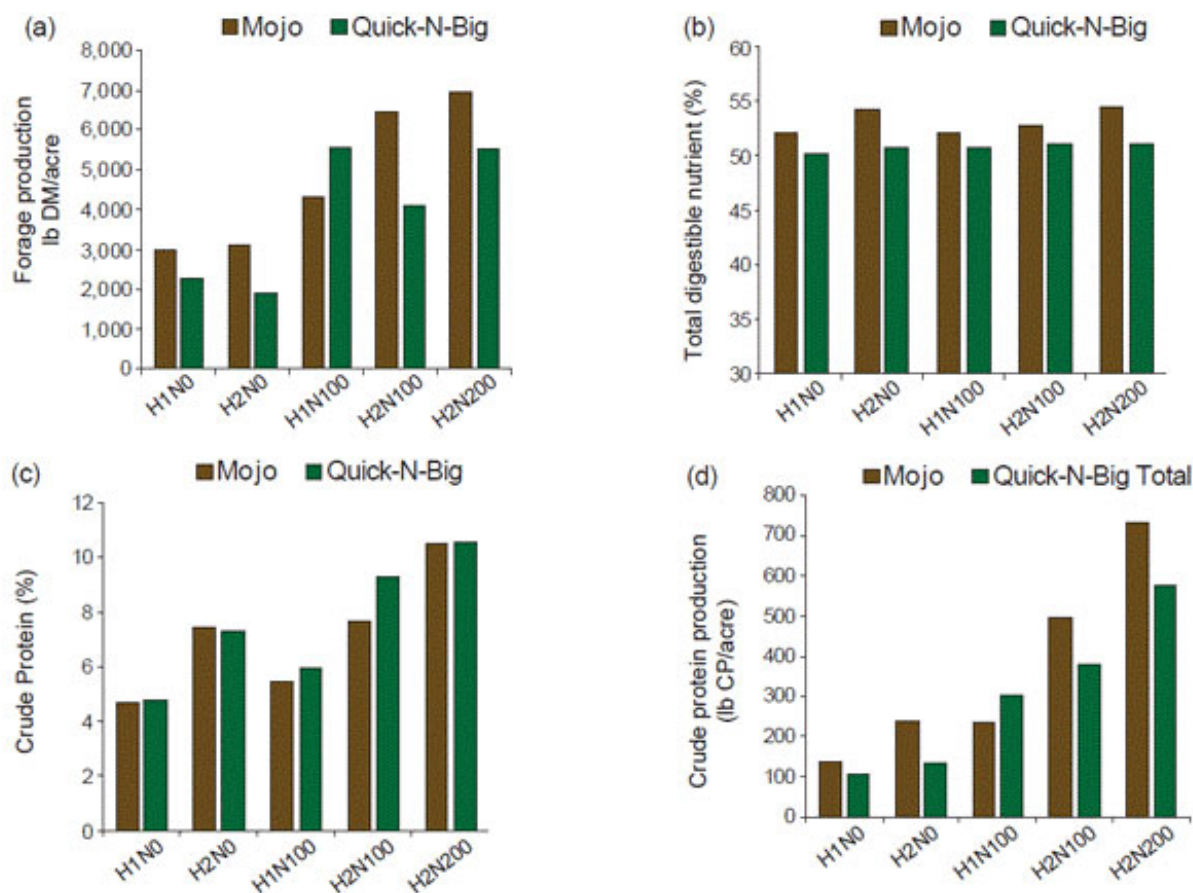 (a)
Mojo Quick-N-Big
8,000
7,000
6,000
5,000
4,000
3,000
2,000
1,000
0
Forage production
lb DM/acre
H1N0 H2N0 H1N100 H2N100 H2N200
(b)
Mojo Quick-N-Big
60
55
50
45
40
35
30
Total digestible nutrient (%)
H1N0 H2N0 H1N100 H2N100 H2N200
(c)
Mojo Quick-N-Big
12
10
8
6
4
2
0
Crude Protein (%)
H1N0 H2N0 H1N100 H2N100 H2N200
(d)
Mojo Quick-N-Big Total
800
700
600
500
400
300
200
100
0
Crude protein production
(lb CP/acre)
H1N0 H2N0 H1N100 H2N100 H2N200